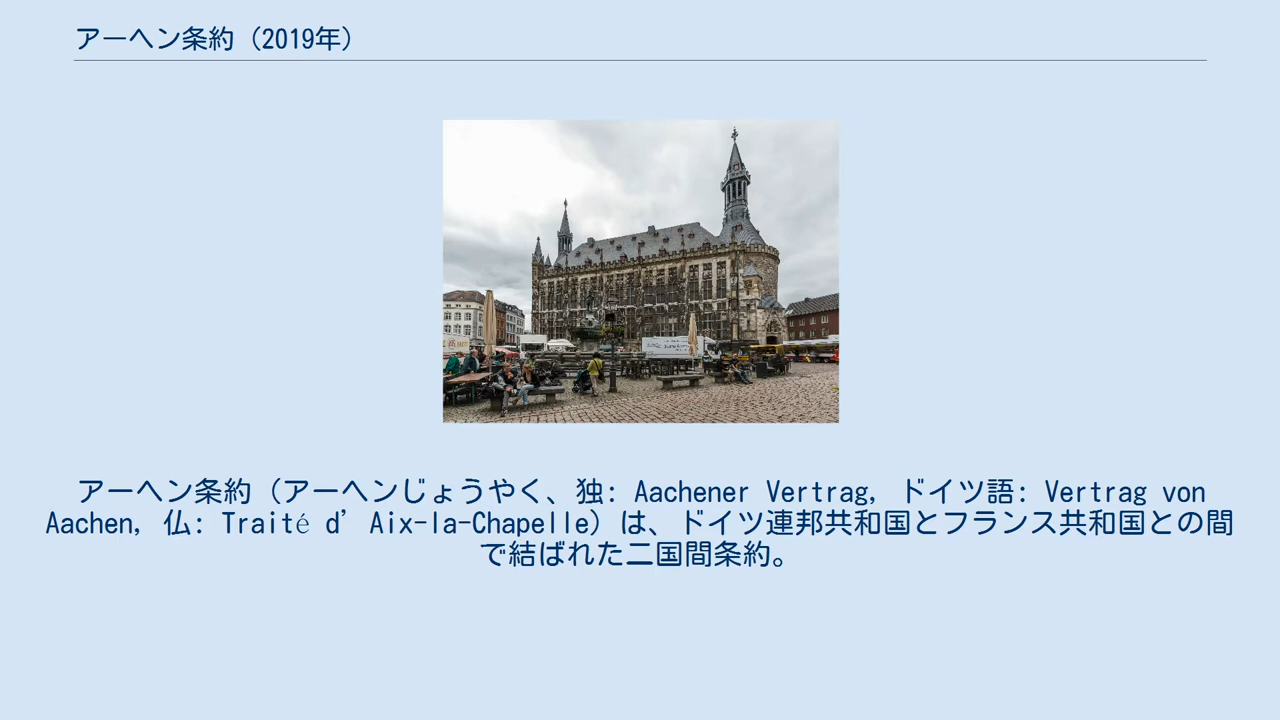 アーヘン条約（2019年）
アーヘン条約（アーヘンじょうやく、独: Aachener Vertrag, ドイツ語: Vertrag von
Aachen, 仏: Traité d’Aix-la-Chapelle）は、ドイツ連邦共和国とフランス共和国との間
で結ばれた二国間条約。